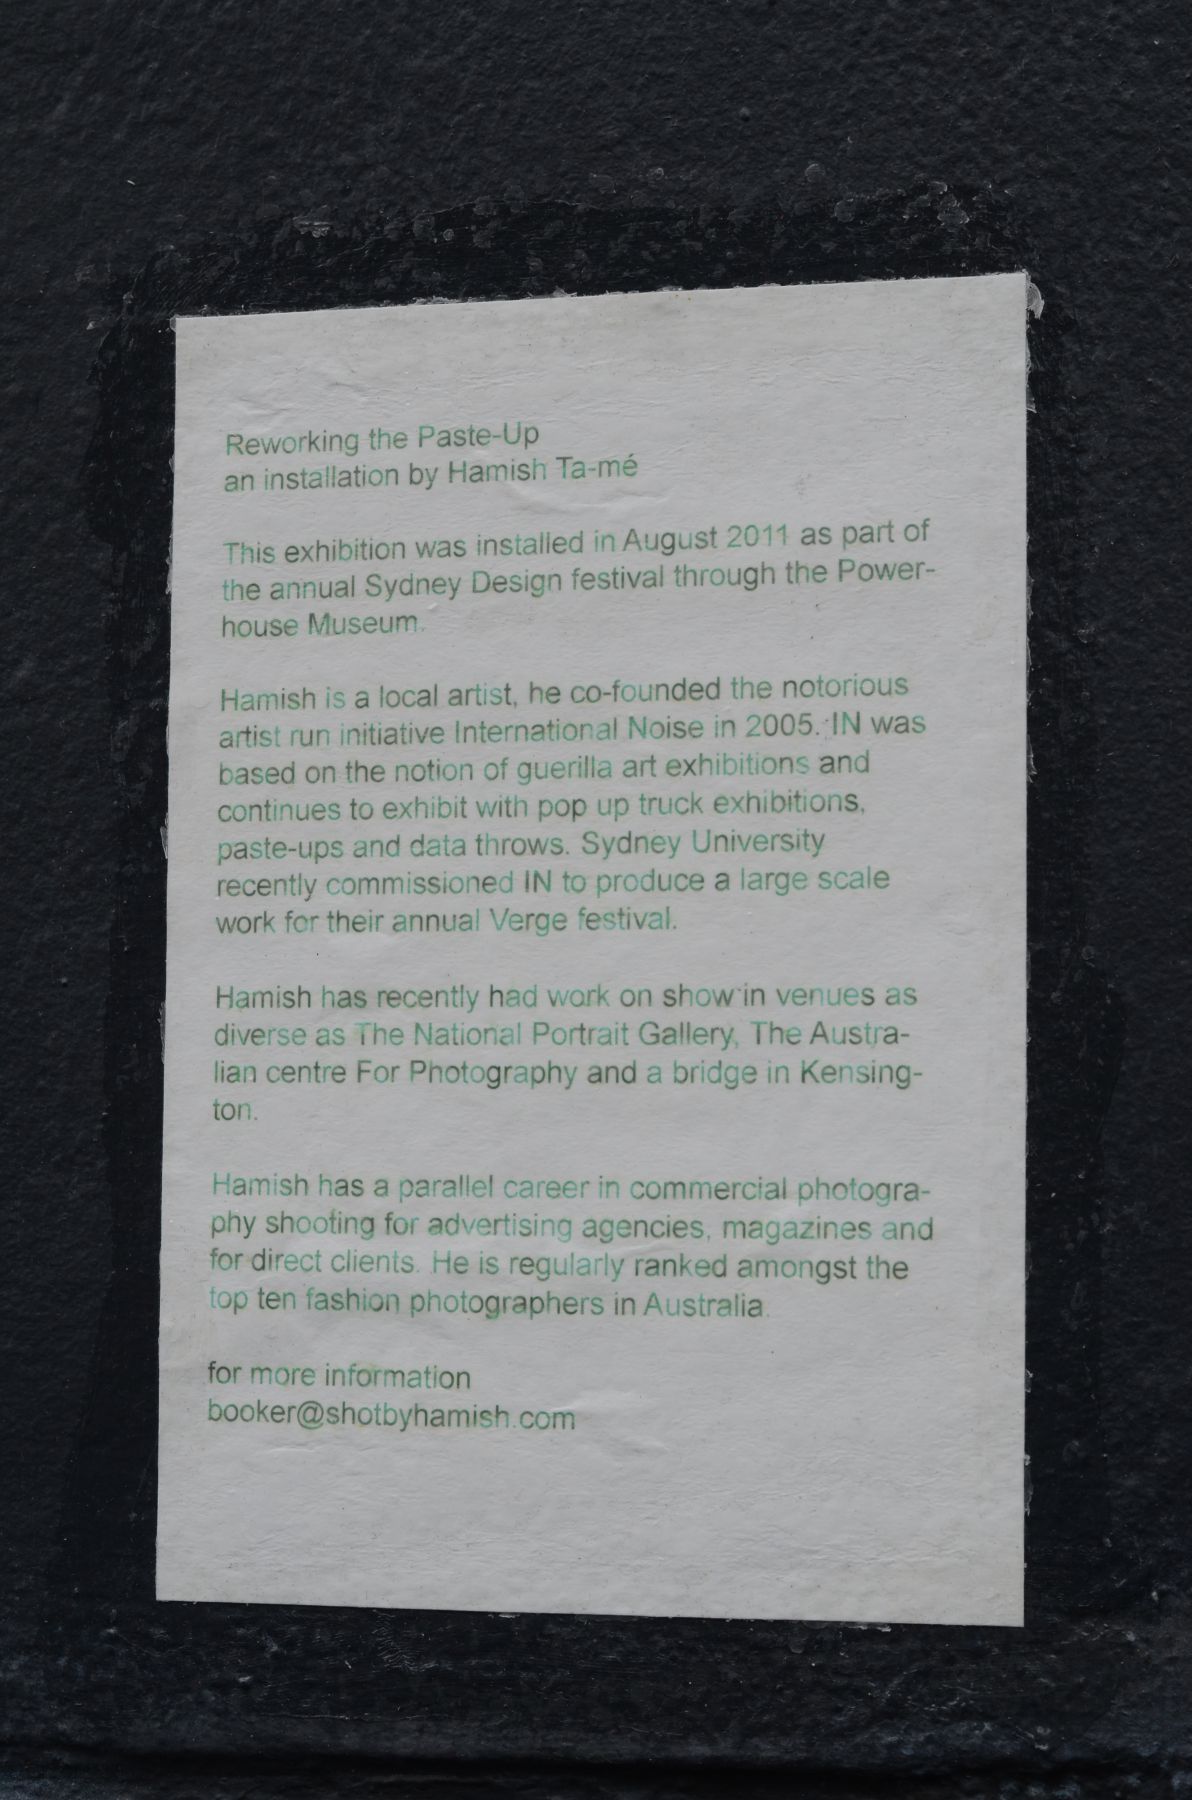 Reworking the Paste-Up
an installation by Hamish Ta-mé
This exhibition was installed in August 2011 as part of
the annual Sydney Design festival through the Power-
house Museum.
Hamish is a local artist, he co-founded the notorious
artist run initiative International Noise in 2005. IN was
based on the notion of guerilla art exhibitions and
continues to exhibit with pop up truck exhibitions,
paste-ups and data throws. Sydney University
recently commissioned IN to produce a large scale
work for their annual Verge festival.
Hamish has recently had work on show in venues as
diverse as The National Portrait Gallery, The Austra-
lian centre For Photography and a bridge in Kensing-
ton.
Hamish has a parallel career in commercial photogra-
phy shooting for advertising agencies, magazines and
for direct clients. He is regularly ranked amongst the
top ten fashion photographers in Australia.
for more information
booker@shotbyhamish.com